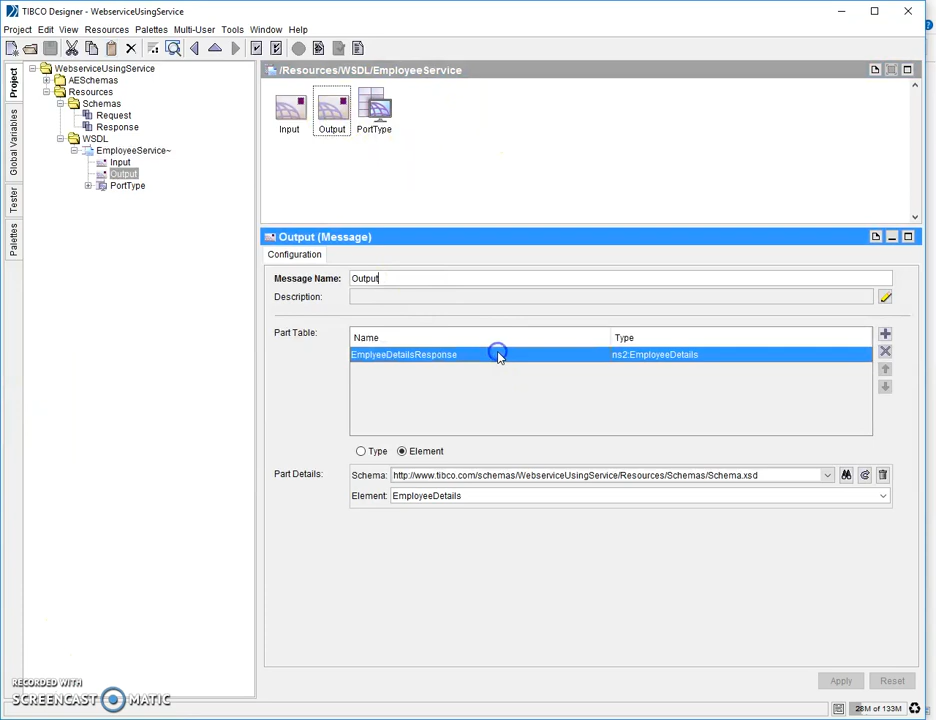 TIBCO Designer - WebserviceUsingService
Project Edit View Resources Palettes Multi-User Tools Window Help
Project
Global Variables
Tester
Palettes
WebserviceUsingService
AESchemas
Resources
Schemas
Request
Response
WSDL
EmployeeService~
Input
Output
PortType
/Resources/WSDL/EmployeeService
Input Output PortType
Output (Message)
Configuration
Message Name: Output
Description:
Part Table: Name Type
EmplyeeDetailsResponse ns2:EmployeeDetails
Type Element
Part Details: Schema: http://www.tibco.com/schemas/WebserviceUsingService/Resources/Schemas/Schema.xsd
Element: EmployeeDetails
Apply Reset
RECORDED WITH
SCREENCAST MATIC
28M of 133M